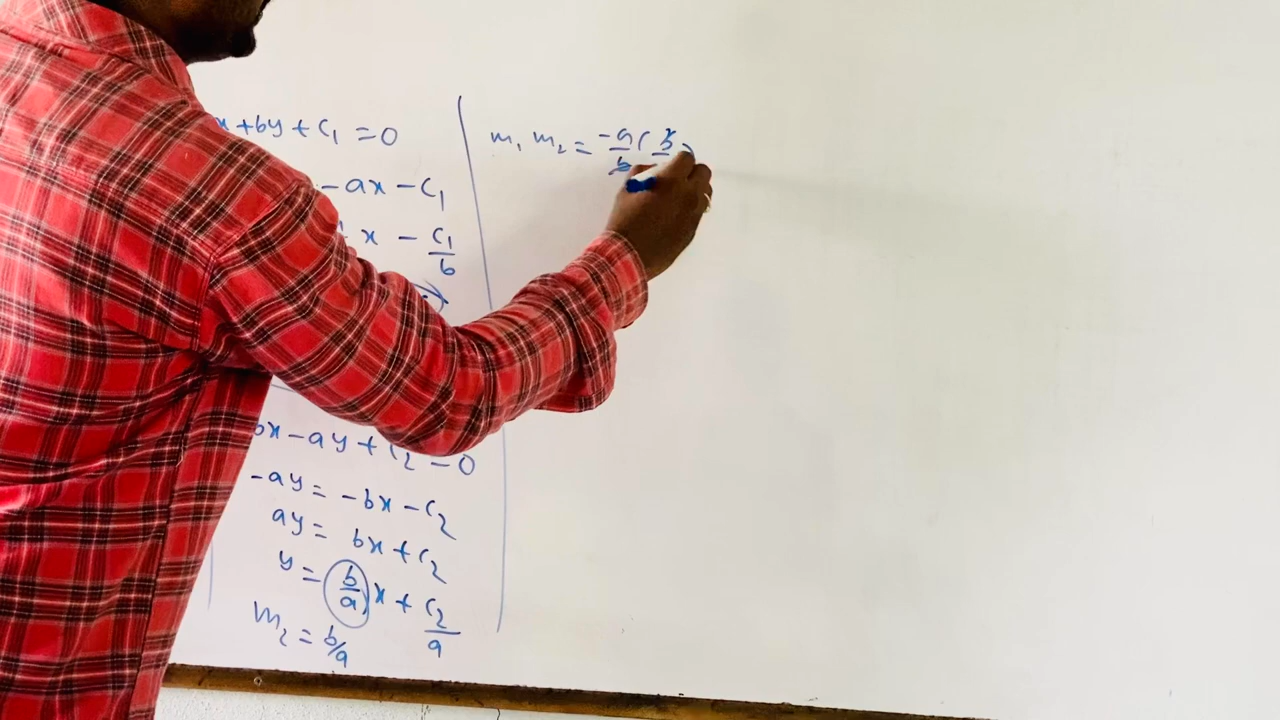 x+by+c₁ =0
-ax -c₁
x - c₁/b
bx-ay+c₂ -0
-ay= -bx -c₂
ay= bx+c₂
y= b/a x + c₂/a
m₂ = b/a
m₁ m₂ = -a/b ( b